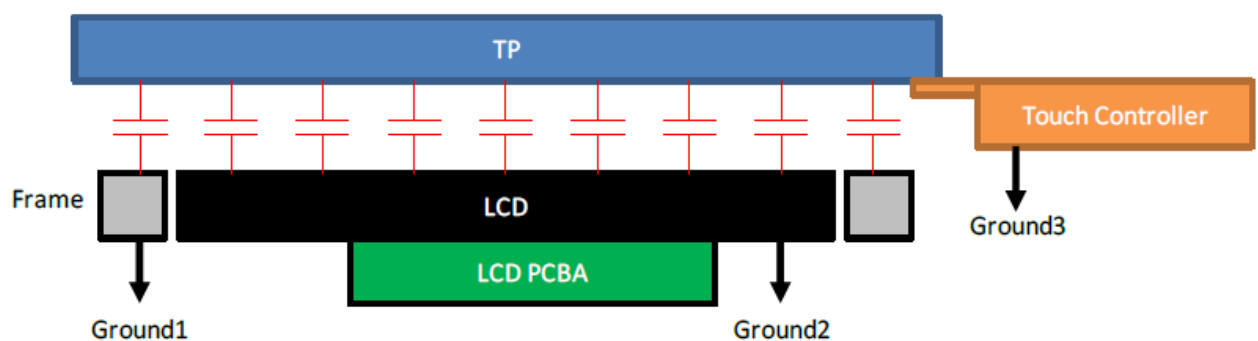 TP
Touch Controller
Frame
LCD
Ground3
LCD PCBA
Ground1
Ground2